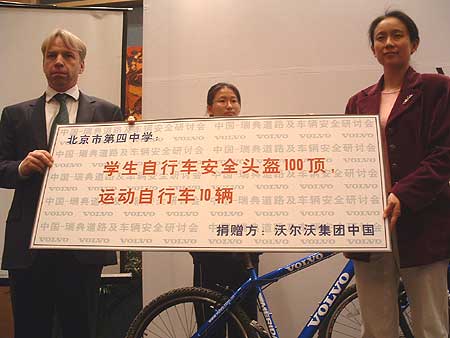 北京市第四中学：
学生自行车安全头盔100顶，
运动自行车10辆
捐赠方：沃尔沃集团中国
中国-瑞典道路及车辆安全研讨会
VOLVO
VOLVO
VOLVO